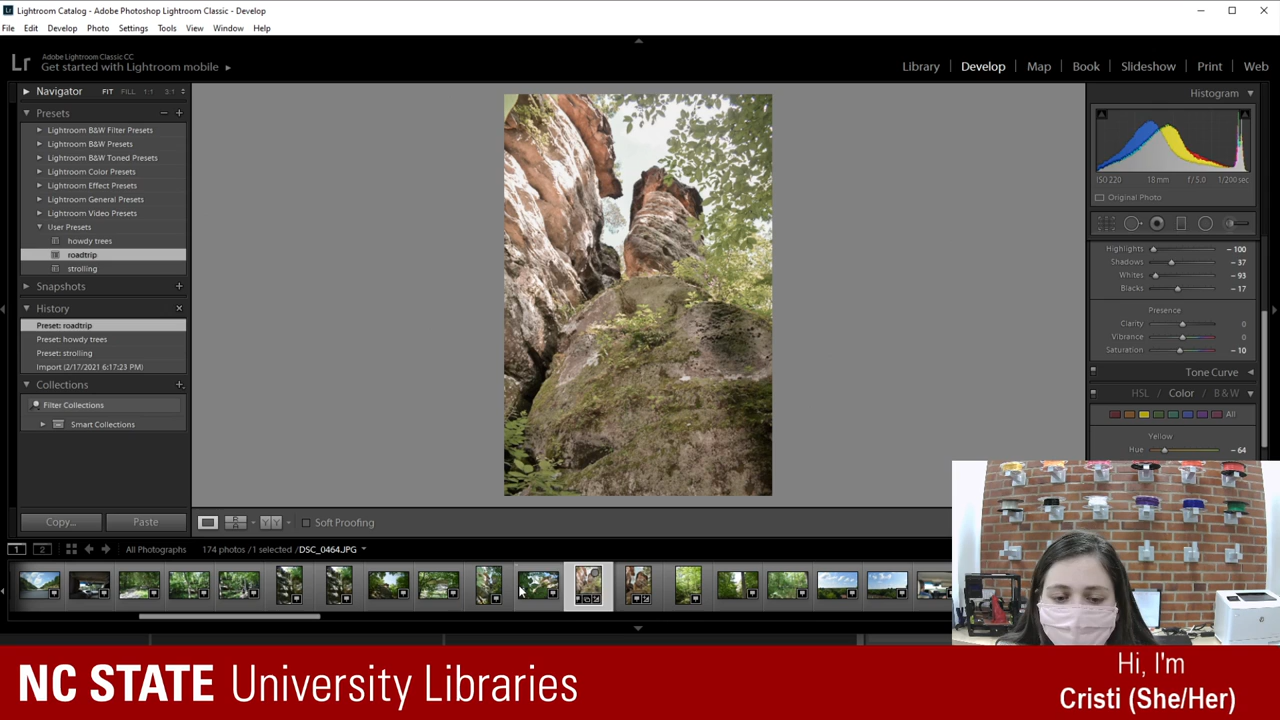 Lightroom Catalog - Adobe Photoshop Lightroom Classic - Develop
File Edit Develop Photo Settings Tools View Window Help
Lr
Adobe Lightroom Classic CC
Get started with Lightroom mobile
Library | Develop | Map | Book | Slideshow | Print | Web
Navigator FIT FILL 1:1 3:1
Presets
Lightroom B&W Filter Presets
Lightroom B&W Presets
Lightroom B&W Toned Presets
Lightroom Color Presets
Lightroom Effect Presets
Lightroom General Presets
Lightroom Video Presets
User Presets
howdy trees
roadtrip
strolling
Snapshots
History
Preset: roadtrip
Preset: howdy trees
Preset: strolling
Import (2/17/2021 6:17:23 PM)
Collections
Filter Collections
Smart Collections
Copy... Paste
Soft Proofing
Histogram
ISO 220 18 mm f / 5.0 1/200 sec
Original Photo
Highlights - 100
Shadows - 37
Whites - 93
Blacks - 17
Presence
Clarity 0
Vibrance 0
Saturation - 10
Tone Curve
HSL / Color / B & W
All
Yellow
Hue - 64
1 2 All Photographs 174 photos / 1 selected / DSC_0464.JPG
NC STATE University Libraries
Hi, I'm
Cristi (She/Her)